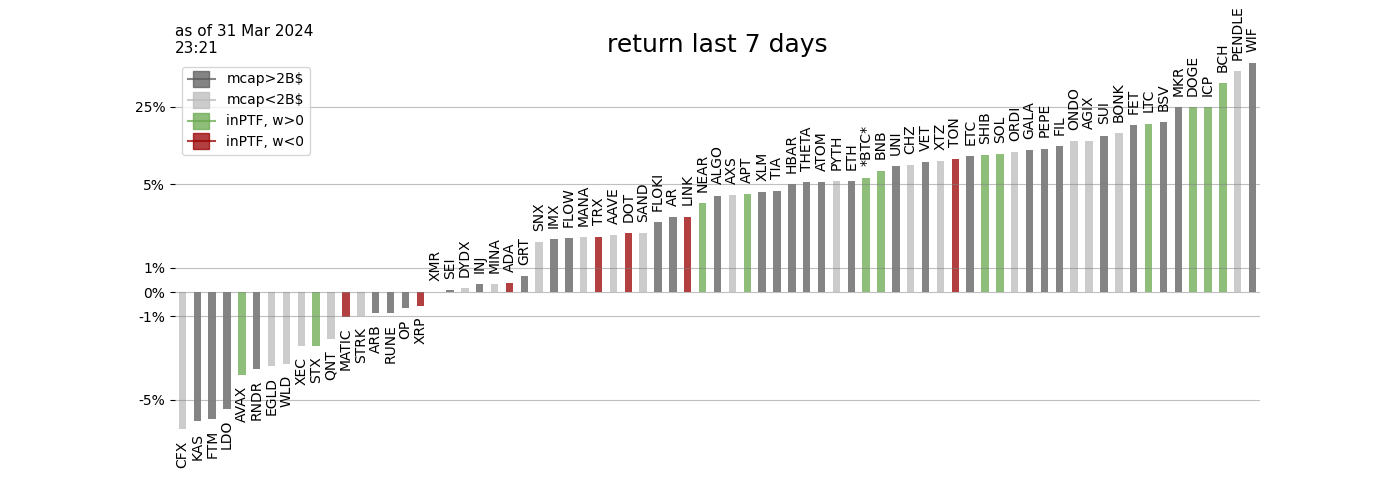 as of 31 Mar 2024
23:21
return last 7 days
mcap>2B$
mcap<2B$
inPTF, w>0
inPTF, w<0
25%
5%
1%
0%
-1%
-5%
CFX
KAS
FTM
LDO
AVAX
RNDR
EGLD
WLD
XEC
STX
QNT
MATIC
STRK
ARB
RUNE
OP
XRP
XMR
SEI
DYDX
INJ
MINA
ADA
GRT
SNX
IMX
FLOW
MANA
TRX
AAVE
DOT
SAND
FLOKI
AR
LINK
NEAR
ALGO
AXS
APT
XLM
TIA
HBAR
THETA
ATOM
PYTH
ETH
*BTC*
BNB
UNI
CHZ
VET
XTZ
TON
ETC
SHIB
SOL
ORDI
GALA
PEPE
FIL
ONDO
AGIX
SUI
BONK
FET
LTC
BSV
MKR
DOGE
ICP
BCH
PENDLE
WIF